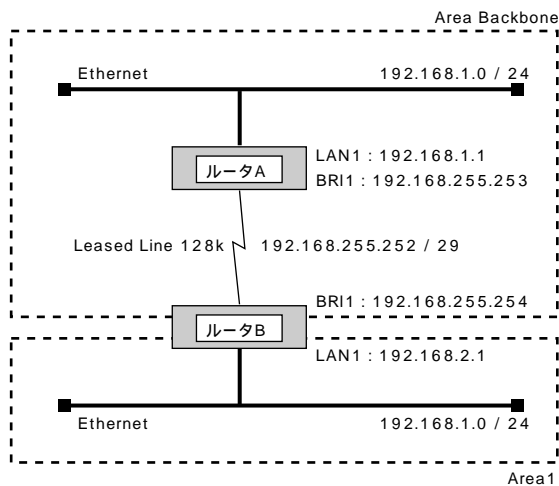 Area Backbone
Ethernet 192.168.1.0 / 24
ルータA
LAN1 : 192.168.1.1
BRI1 : 192.168.255.253
Leased Line 128k 192.168.255.252 / 29
BRI1 : 192.168.255.254
ルータB
LAN1 : 192.168.2.1
Ethernet 192.168.1.0 / 24
Area1